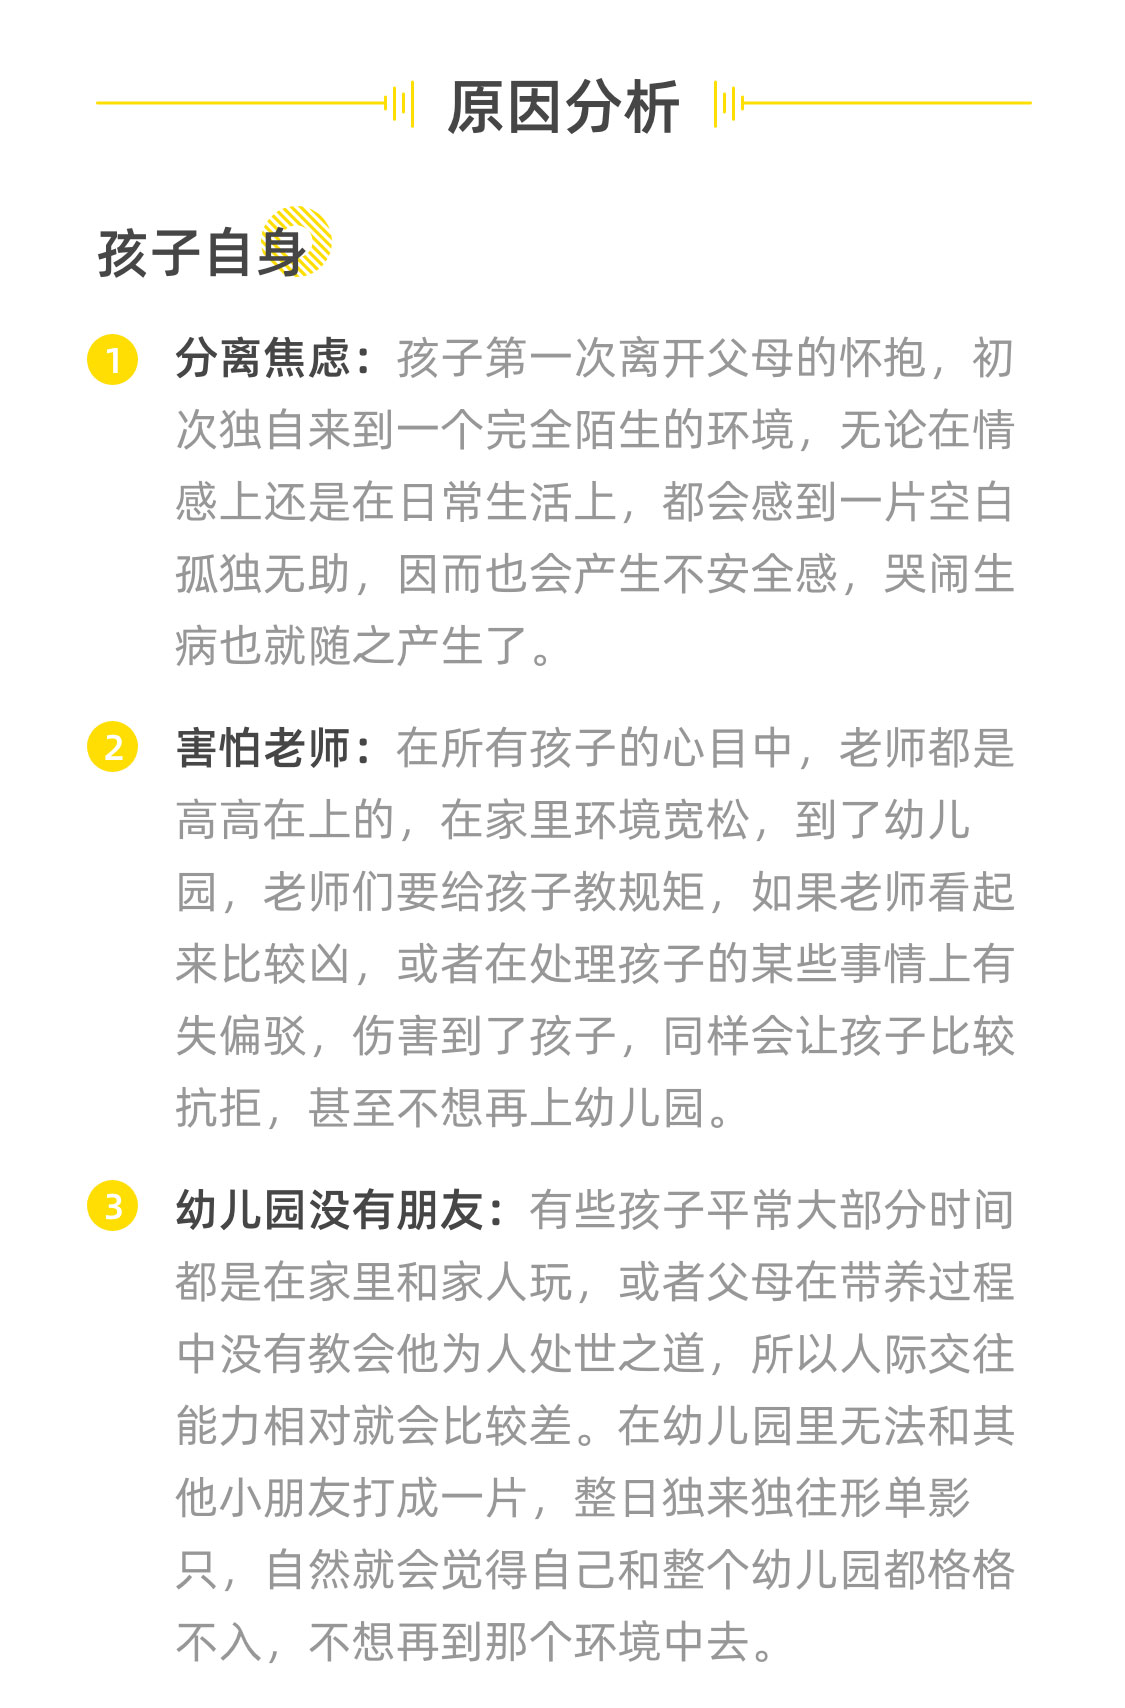 原因分析
孩子自身
1 分离焦虑：孩子第一次离开父母的怀抱，初
次独自来到一个完全陌生的环境，无论在情
感上还是在日常生活上，都会感到一片空白
孤独无助，因而也会产生不安全感，哭闹生
病也就随之产生了。
2 害怕老师：在所有孩子的心目中，老师都是
高高在上的，在家里环境宽松，到了幼儿
园，老师们要给孩子教规矩，如果老师看起
来比较凶，或者在处理孩子的某些事情上有
失偏驳，伤害到了孩子，同样会让孩子比较
抗拒，甚至不想再上幼儿园。
3 幼儿园没有朋友：有些孩子平常大部分时间
都是在家里和家人玩，或者父母在带养过程
中没有教会他为人处世之道，所以人际交往
能力相对就会比较差。在幼儿园里无法和其
他小朋友打成一片，整日独来独往形单影
只，自然就会觉得自己和整个幼儿园都格格
不入，不想再到那个环境中去。